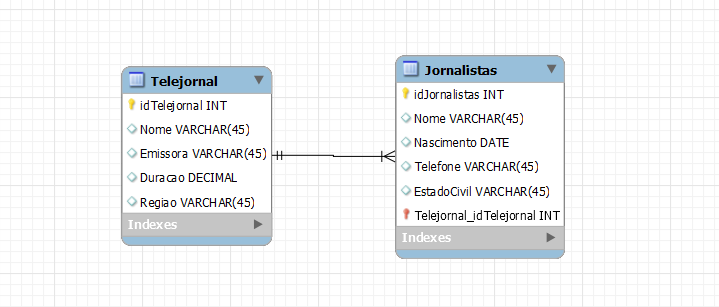 Telejornal
idTelejornal INT
Nome VARCHAR(45)
Emissora VARCHAR(45)
Duracao DECIMAL
Regiao VARCHAR(45)
Indexes
Jornalistas
idJornalistas INT
Nome VARCHAR(45)
Nascimento DATE
Telefone VARCHAR(45)
EstadoCivil VARCHAR(45)
Telejornal_idTelejornal INT
Indexes